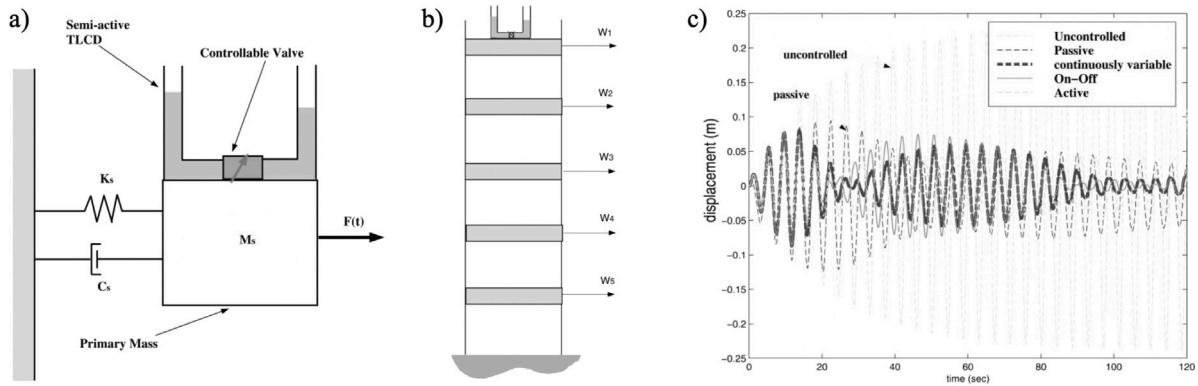 a)
Semi-active
TLCD
Controllable Valve
Ks
Cs
Ms
F(t)
Primary Mass
b)
W1
W2
W3
W4
W5
c)
displacement (m)
0.25
0.2
0.15
0.1
0.05
0
-0.05
-0.1
-0.15
-0.2
-0.25
0
20
40
60
80
100
120
time (sec)
uncontrolled
passive
Uncontrolled
Passive
continuously variable
On-Off
Active